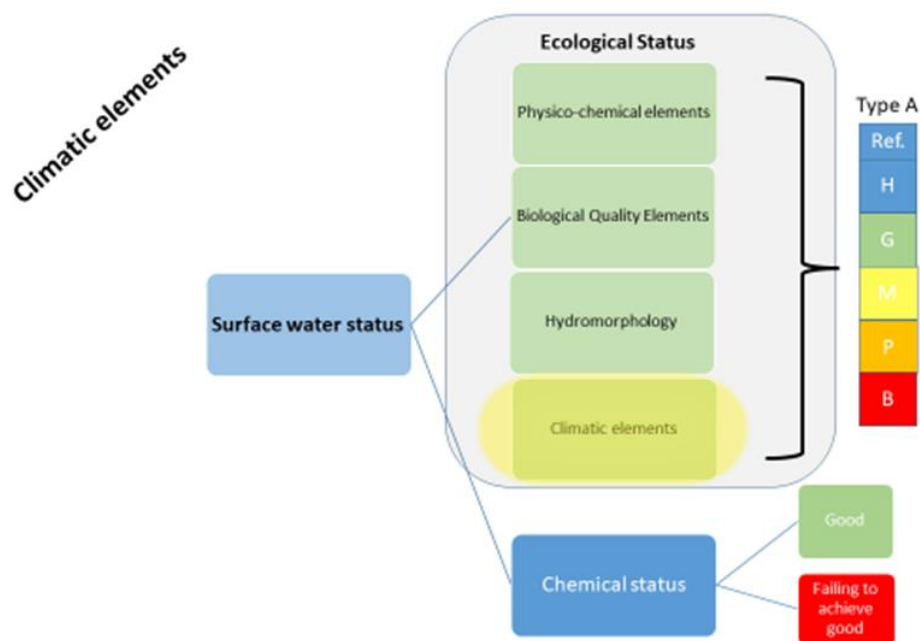 Climatic elements
Ecological Status
Physico-chemical elements
Biological Quality Elements
Hydromorphology
Climatic elements
Surface water status
Chemical status
Type A
Ref.
H
G
M
P
B
Good
Failing to
achieve
good